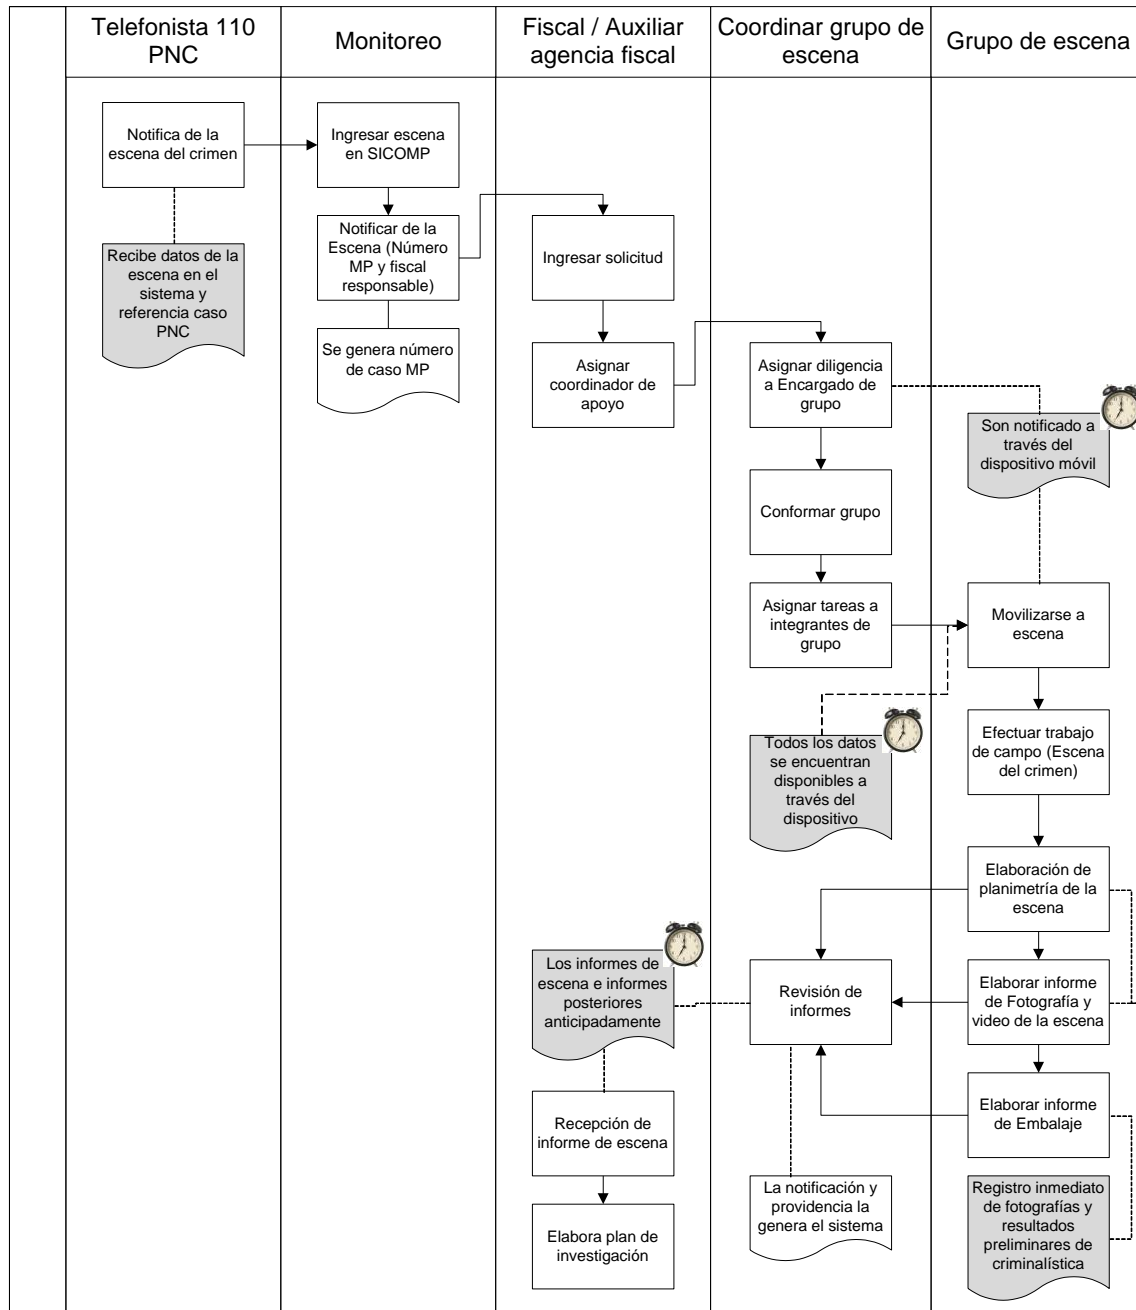 Telefonista 110
PNC
Monitoreo
Fiscal / Auxiliar
agencia fiscal
Coordinar grupo de
escena
Grupo de escena
Notifica de la
escena del crimen
Recibe datos de la
escena en el
sistema y
referencia caso
PNC
Ingresar escena
en SICOMP
Notificar de la
Escena (Número
MP y fiscal
responsable)
Se genera número
de caso MP
Ingresar solicitud
Asignar
coordinador de
apoyo
Asignar diligencia
a Encargado de
grupo
Son notificado a
través del
dispositivo móvil
Conformar grupo
Asignar tareas a
integrantes de
grupo
Movilizarse a
escena
Todos los datos
se encuentran
disponibles a
través del
dispositivo
Efectuar trabajo
de campo (Escena
del crimen)
Elaboración de
planimetría de la
escena
Los informes de
escena e informes
posteriores
anticipadamente
Revisión de
informes
Elaborar informe
de Fotografía y
video de la escena
Elaborar informe
de Embalaje
Recepción de
informe de escena
Elabora plan de
investigación
La notificación y
providencia la
genera el sistema
Registro inmediato
de fotografías y
resultados
preliminares de
criminalística